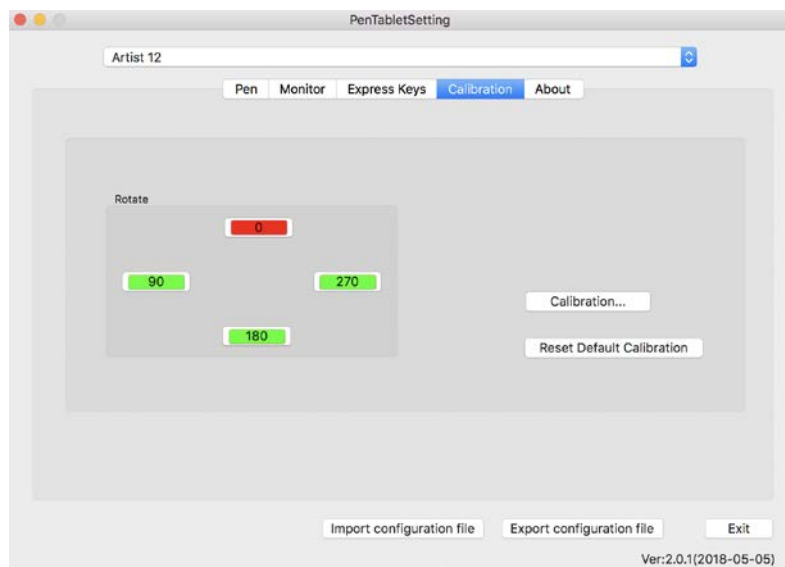 PenTabletSetting
Artist 12
Pen Monitor Express Keys Calibration About
Rotate
0
90 270
180
Calibration...
Reset Default Calibration
Import configuration file Export configuration file Exit
Ver:2.0.1(2018-05-05)